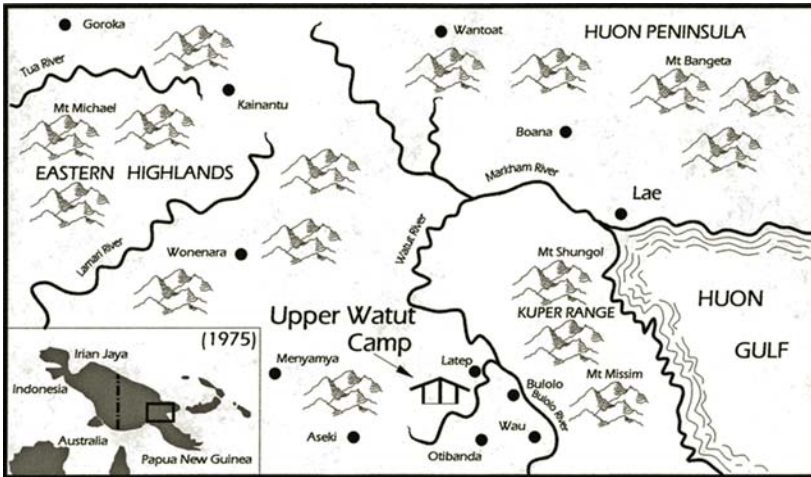 Goroka
Wantoat
HUON PENINSULA
Tua River
Mt Bangeta
Mt Michael
Kainantu
Boana
EASTERN HIGHLANDS
Markham River
Lae
Lamari River
Wonenara
Watut River
Mt Shungol
HUON
GULF
KUPER RANGE
Upper Watut
Camp
(1975)
Irian Jaya
Indonesia
Australia
Papua New Guinea
Menyamya
Latep
Bulolo
Bulolo River
Mt Missim
Aseki
Otibanda
Wau